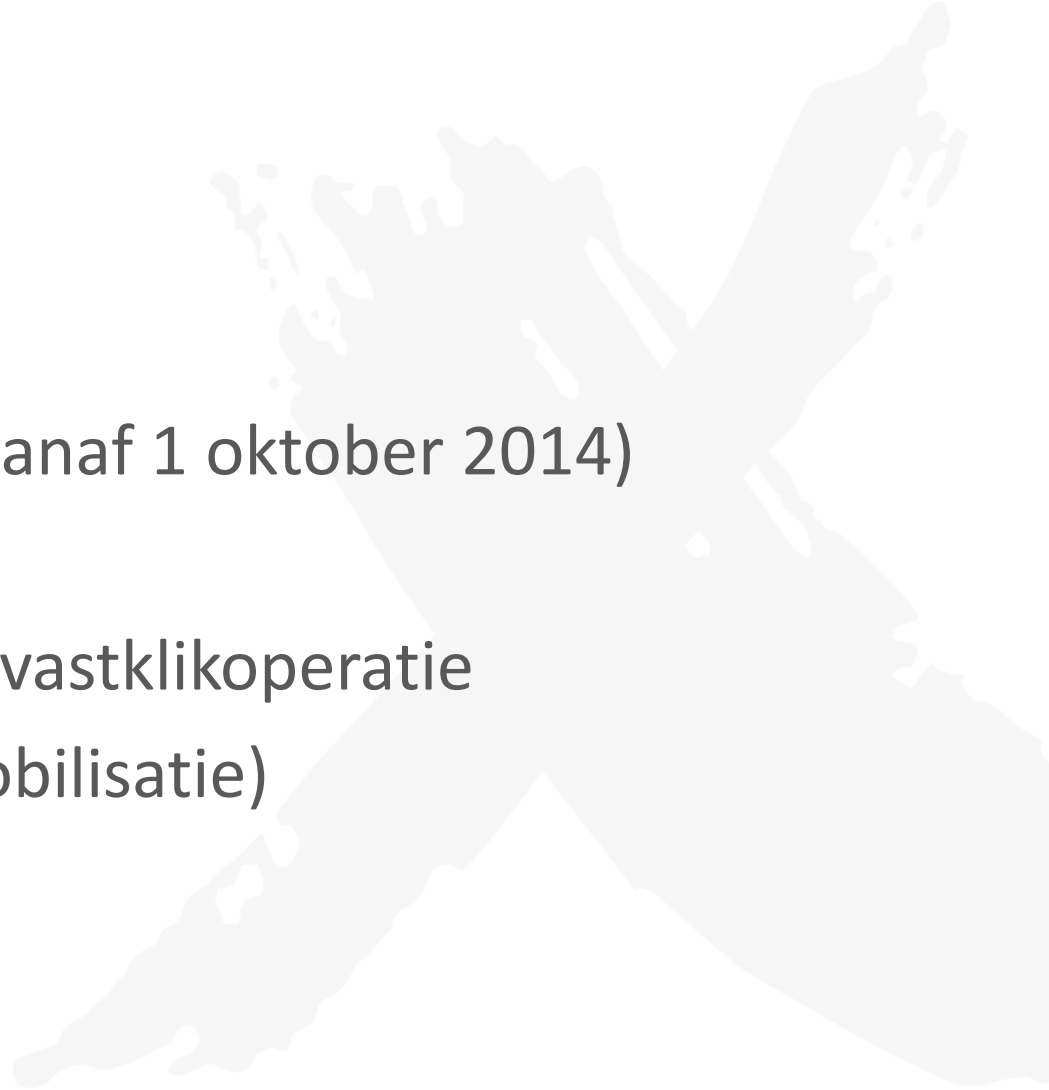 anaf 1 oktober 2014)
vastklikoperatie
obilisatie)